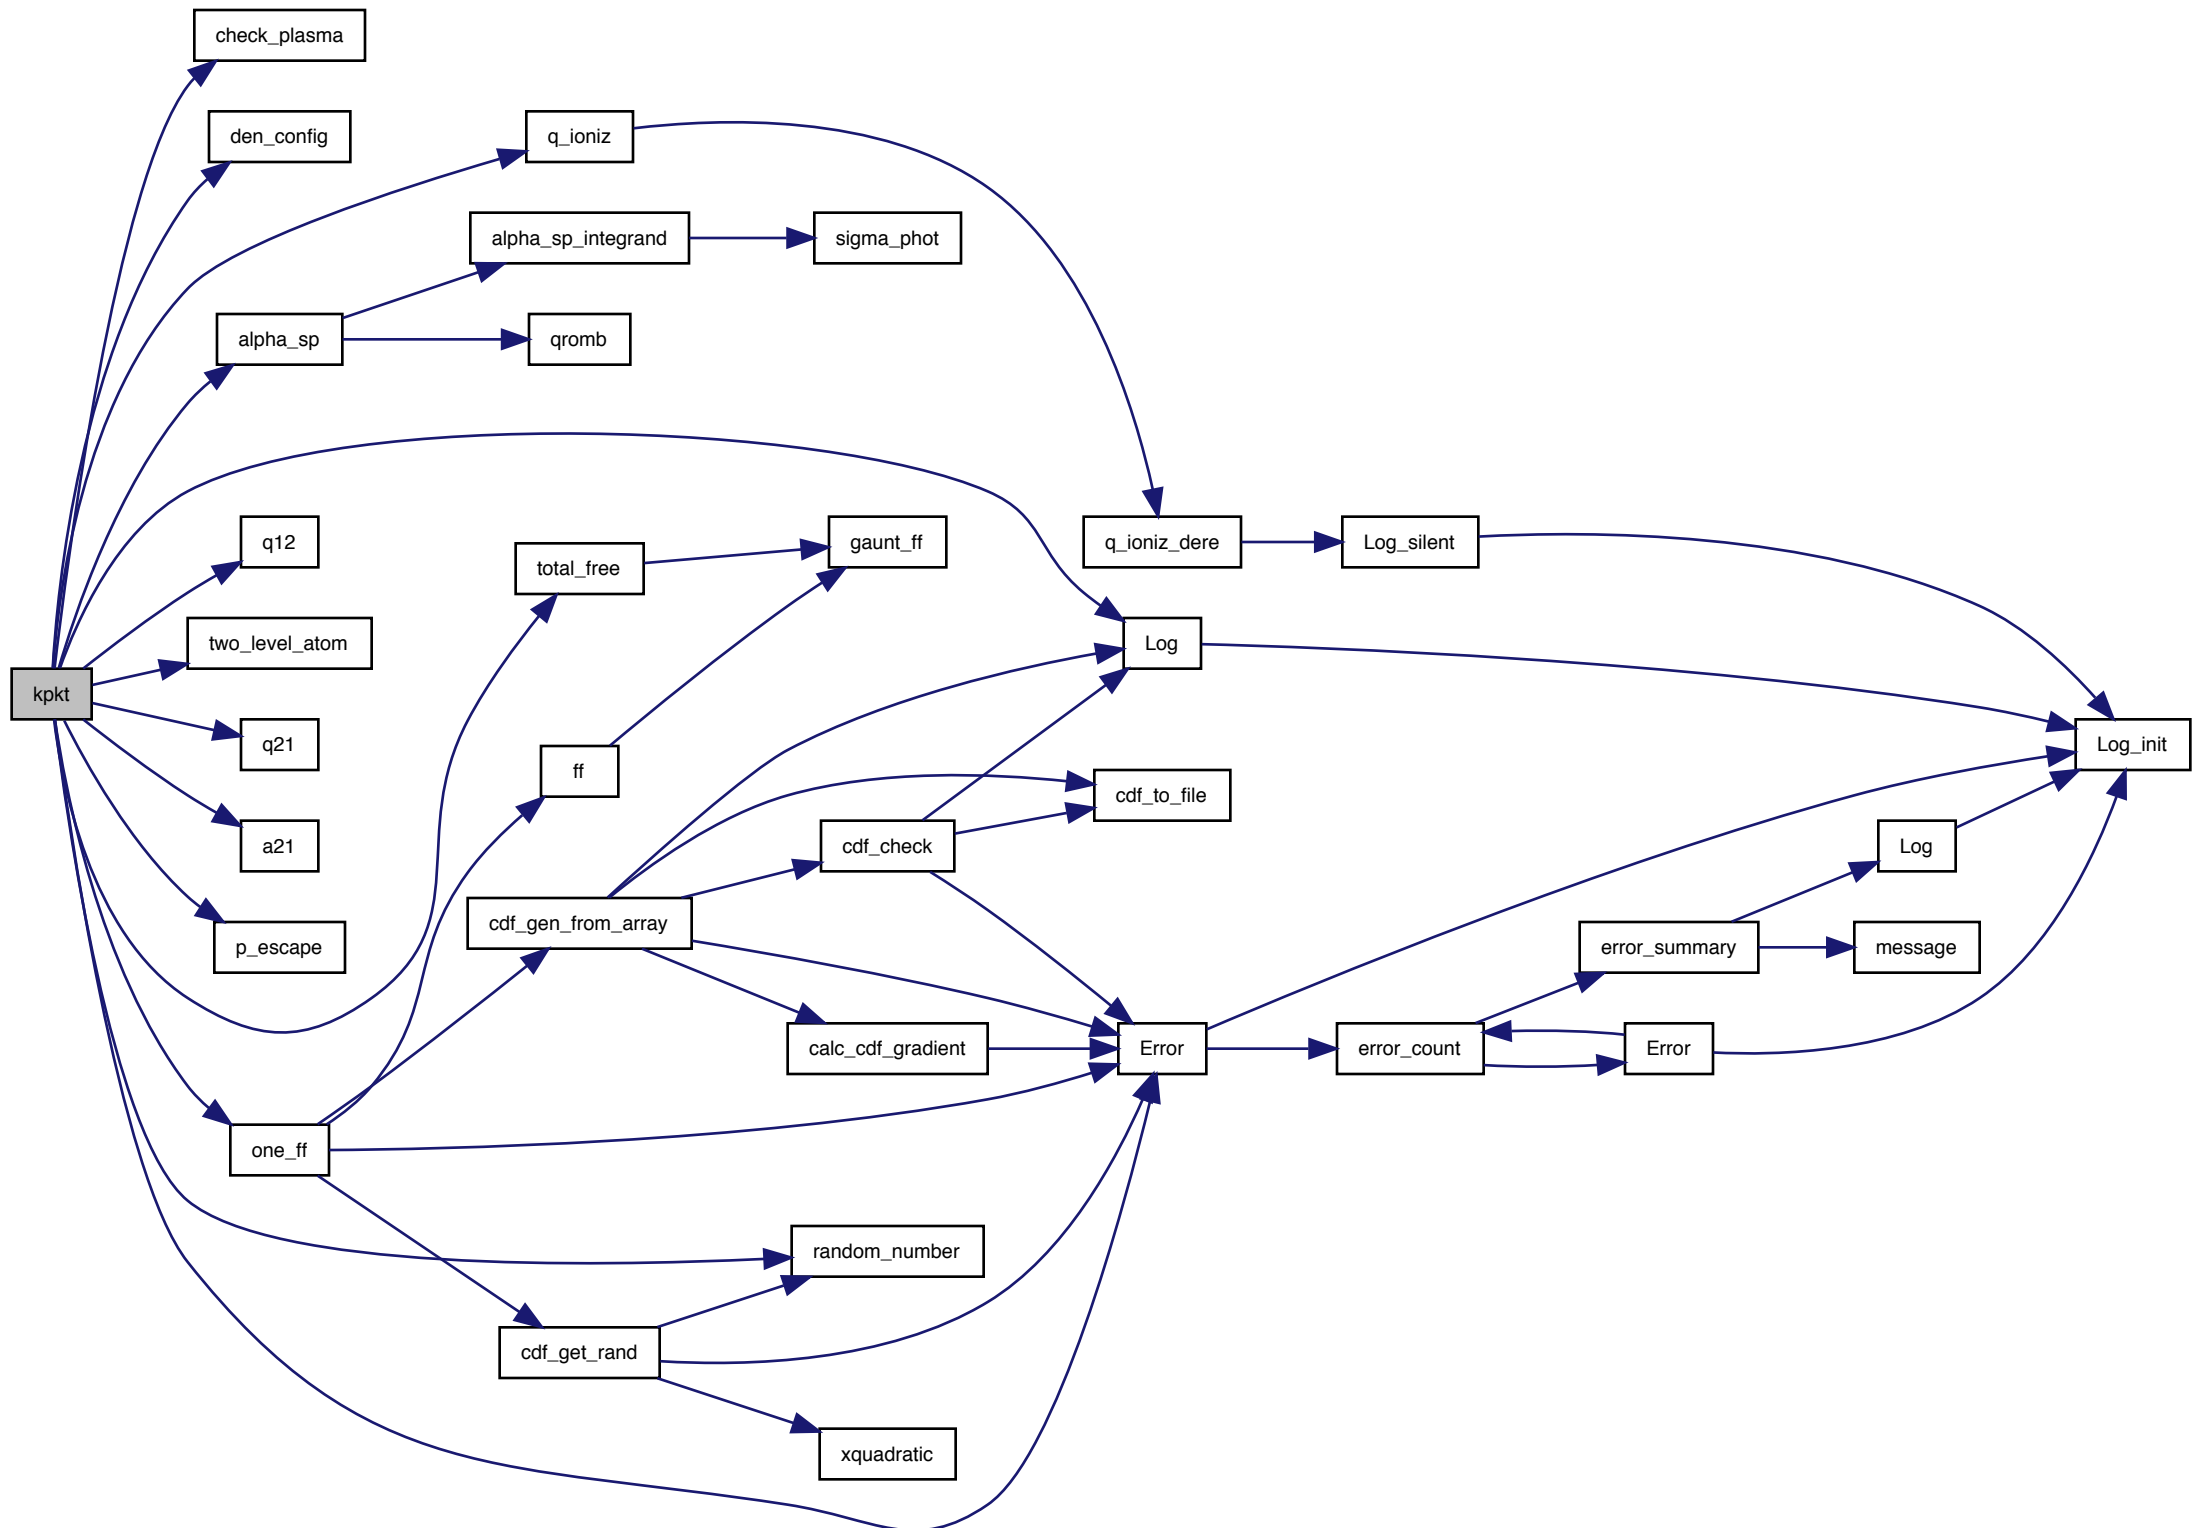 check_plasma
den_config
q_ioniz
alpha_sp_integrand
sigma_phot
alpha_sp
qromb
q12
total_free
gaunt_ff
q_ioniz_dere
Log_silent
two_level_atom
Log
kpkt
q21
ff
Log_init
cdf_to_file
a21
cdf_check
Log
p_escape
cdf_gen_from_array
error_summary
message
calc_cdf_gradient
Error
error_count
Error
one_ff
random_number
cdf_get_rand
xquadratic